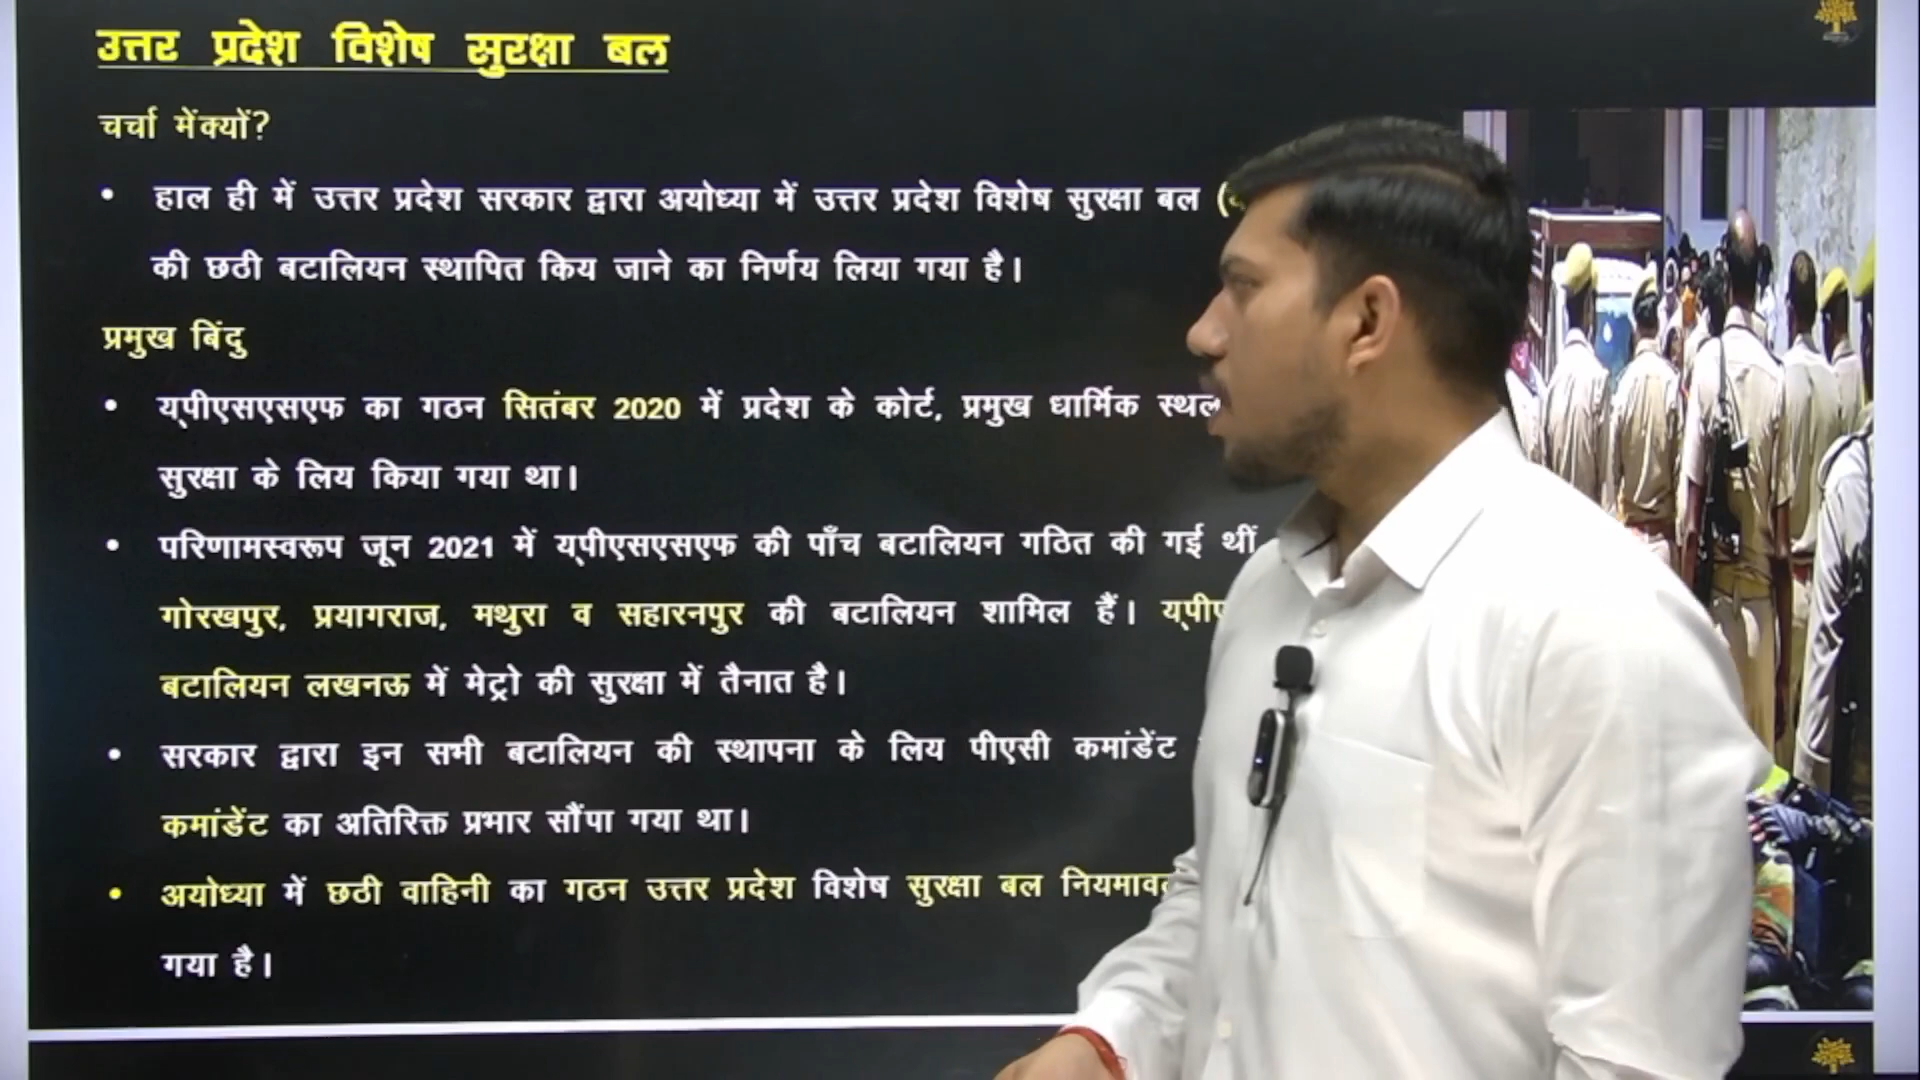 उत्तर प्रदेश विशेष सुरक्षा बल
चर्चा मेंक्यों?
• हाल ही में उत्तर प्रदेश सरकार द्वारा अयोध्या में उत्तर प्रदेश विशेष सुरक्षा बल (
की छठी बटालियन स्थापित किय जाने का निर्णय लिया गया है।
प्रमुख बिंदु
• यूपीएसएसएफ का गठन सितंबर 2020 में प्रदेश के कोर्ट, प्रमुख धार्मिक स्थल
सुरक्षा के लिय किया गया था।
• परिणामस्वरूप जून 2021 में यूपीएसएसएफ की पाँच बटालियन गठित की गई थीं
गोरखपुर, प्रयागराज, मथुरा व सहारनपुर की बटालियन शामिल हैं।
बटालियन लखनऊ में मेट्रो की सुरक्षा में तैनात है।
• सरकार द्वारा इन सभी बटालियन की स्थापना के लिय पीएसी कमांडेंट
कमांडेंट का अतिरिक्त प्रभार सौंपा गया था।
• अयोध्या में छठी वाहिनी का गठन उत्तर प्रदेश विशेष सुरक्षा बल
गया है।